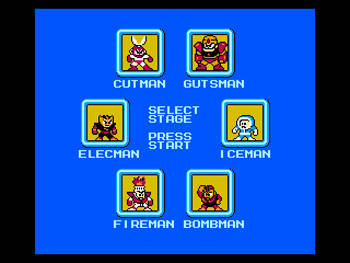 CUTMAN GUTSMAN
SELECT
STAGE
ELECMAN ICEMAN
PRESS
START
FIREMAN BOMBMAN